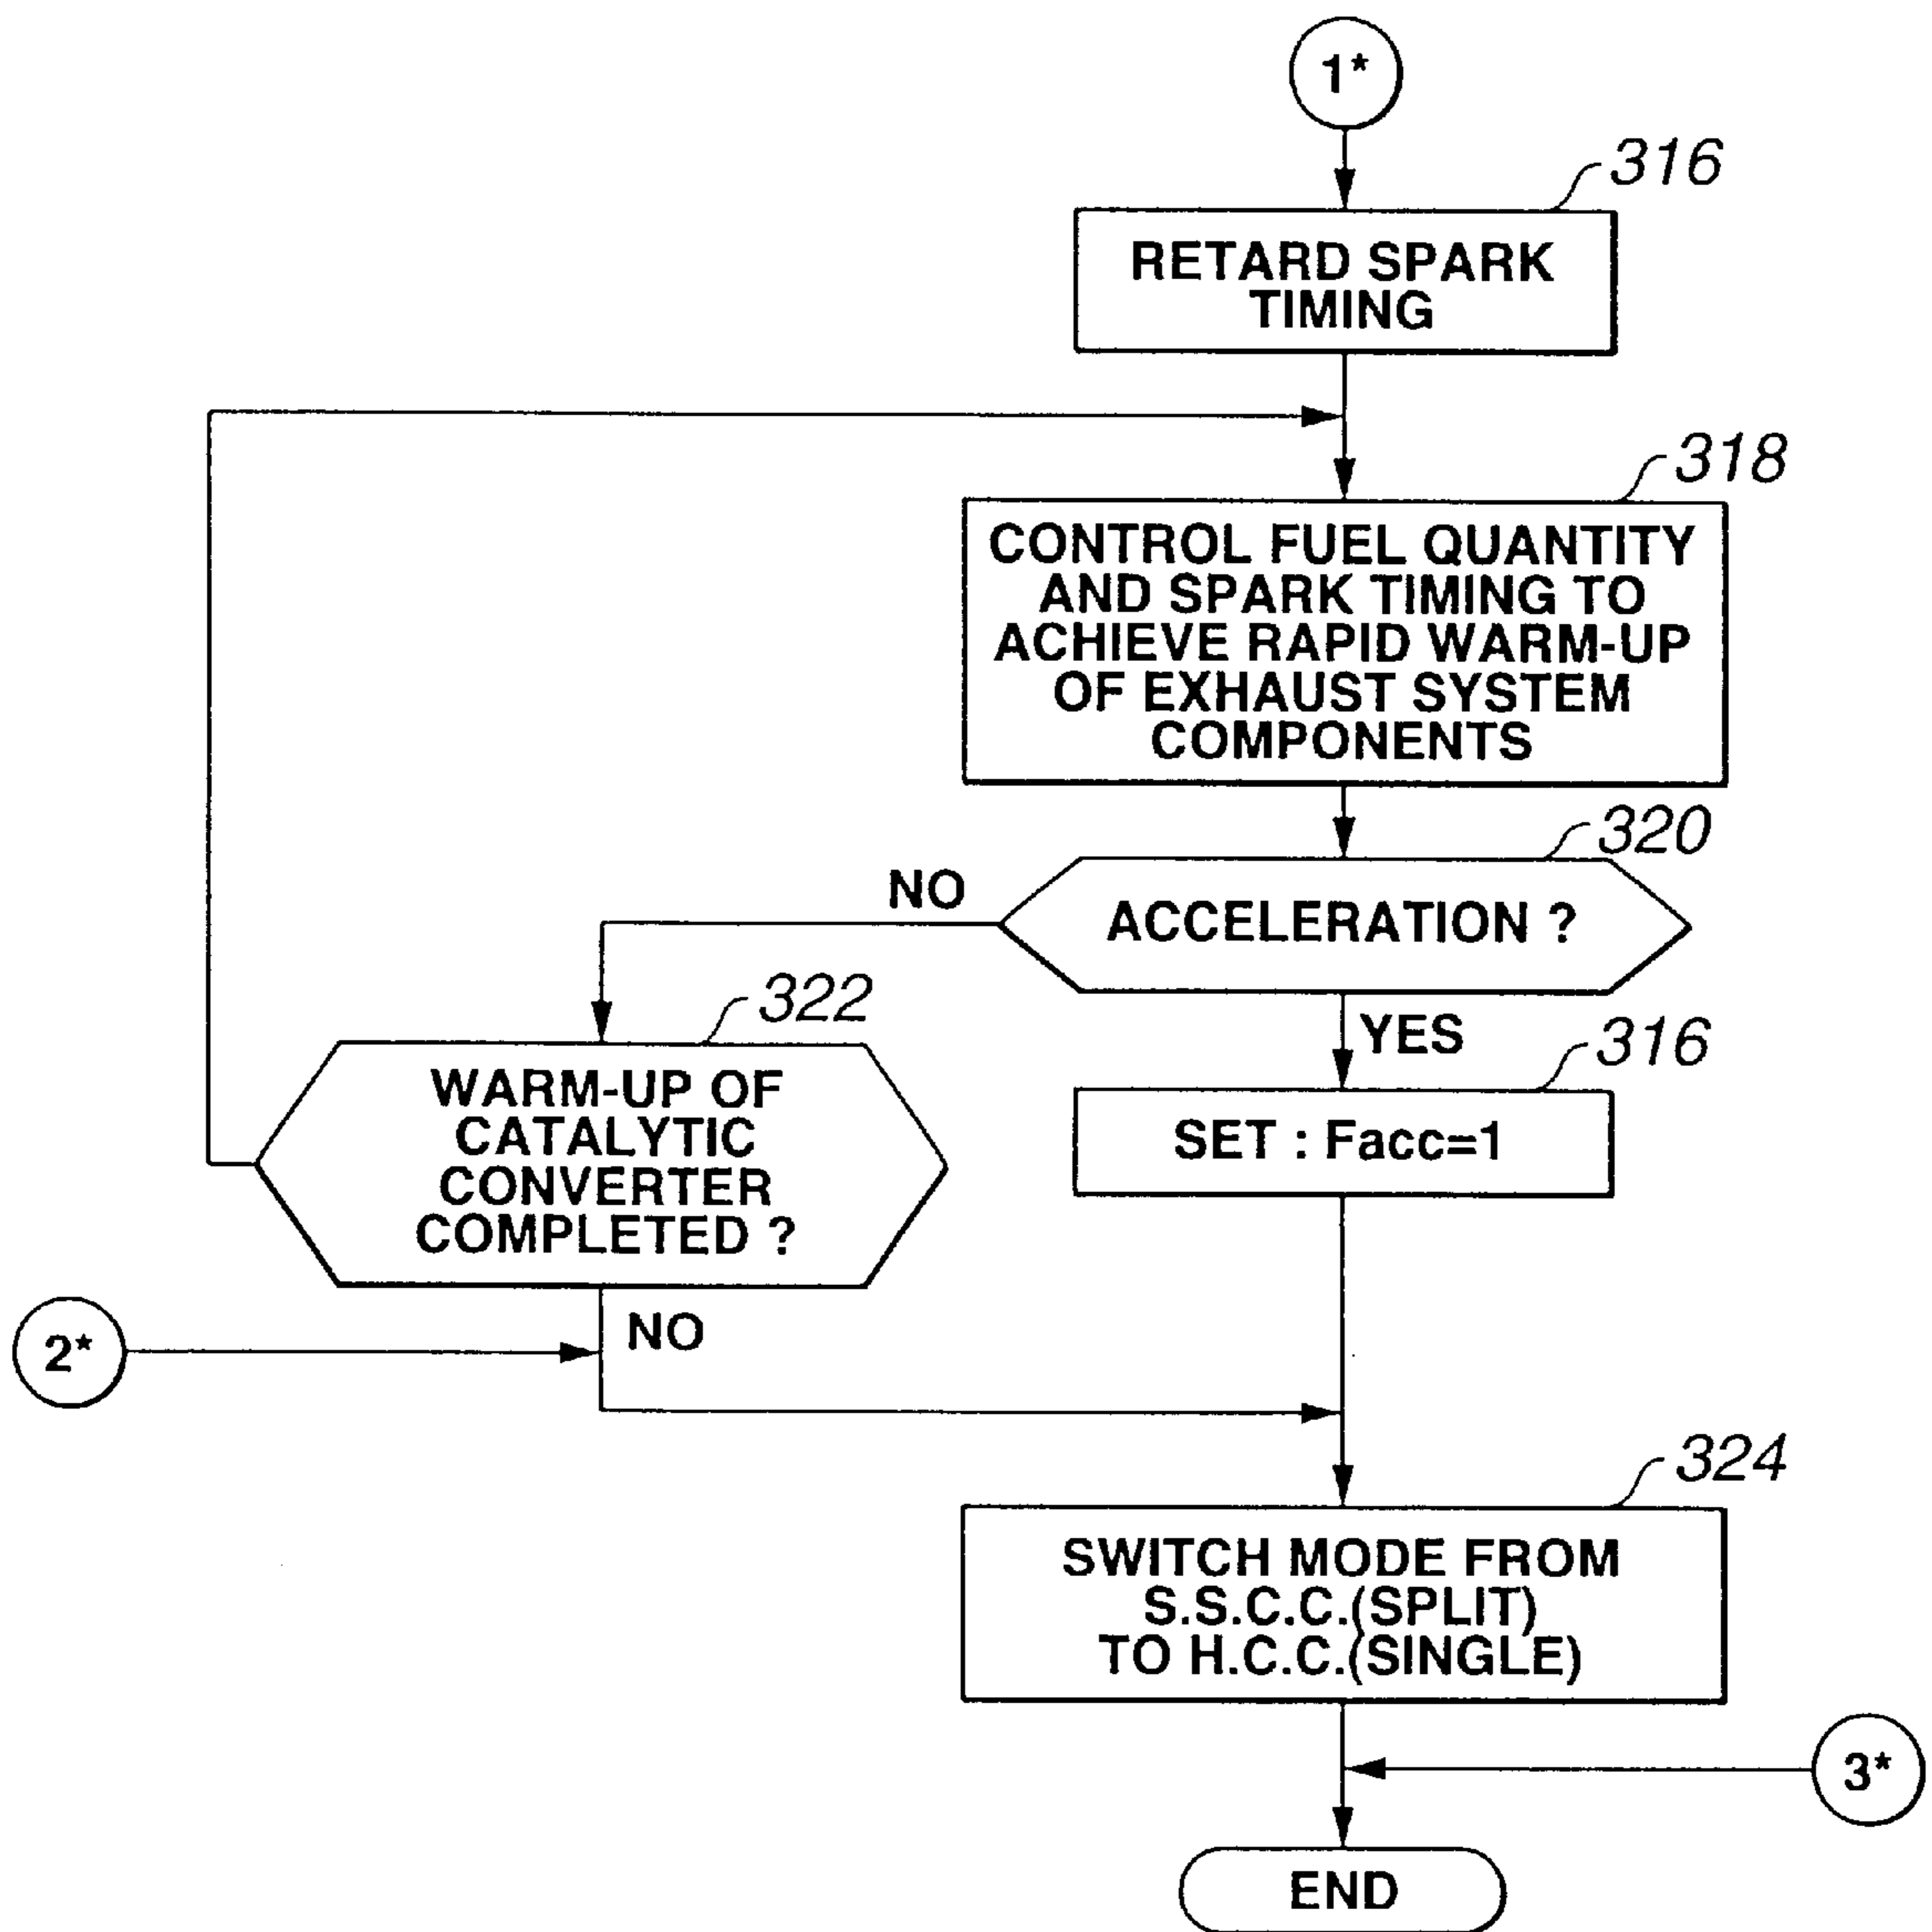 1*
316
RETARD SPARK
TIMING
318
CONTROL FUEL QUANTITY
AND SPARK TIMING TO
ACHIEVE RAPID WARM-UP
OF EXHAUST SYSTEM
COMPONENTS
320
NO
ACCELERATION ?
322
YES
316
WARM-UP OF
CATALYTIC
CONVERTER
COMPLETED ?
SET : Facc=1
2*
NO
324
SWITCH MODE FROM
S.S.C.C.(SPLIT)
TO H.C.C.(SINGLE)
3*
END